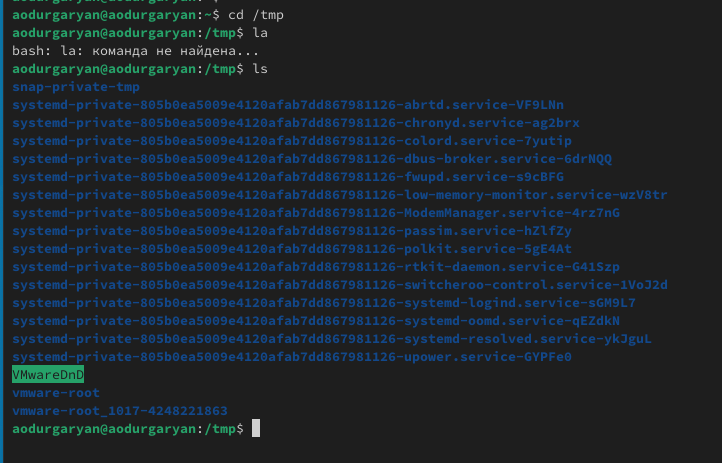 aodurgaryan@aodurgaryan:~$ cd /tmp
aodurgaryan@aodurgaryan:/tmp$ la
bash: la: команда не найдена...
aodurgaryan@aodurgaryan:/tmp$ ls
snap-private-tmp
systemd-private-805b0ea5009e4120afab7dd867981126-abrtd.service-VF9LNn
systemd-private-805b0ea5009e4120afab7dd867981126-chronyd.service-ag2brx
systemd-private-805b0ea5009e4120afab7dd867981126-colord.service-7yutip
systemd-private-805b0ea5009e4120afab7dd867981126-dbus-broker.service-6drNQQ
systemd-private-805b0ea5009e4120afab7dd867981126-fwupd.service-s9cBFG
systemd-private-805b0ea5009e4120afab7dd867981126-low-memory-monitor.service-wzV8tr
systemd-private-805b0ea5009e4120afab7dd867981126-ModemManager.service-4rz7nG
systemd-private-805b0ea5009e4120afab7dd867981126-passim.service-hZlfZy
systemd-private-805b0ea5009e4120afab7dd867981126-polkit.service-5gE4At
systemd-private-805b0ea5009e4120afab7dd867981126-rtkit-daemon.service-G41Szp
systemd-private-805b0ea5009e4120afab7dd867981126-switcheroo-control.service-1VoJ2d
systemd-private-805b0ea5009e4120afab7dd867981126-systemd-logind.service-sGM9L7
systemd-private-805b0ea5009e4120afab7dd867981126-systemd-oomd.service-qEZdkN
systemd-private-805b0ea5009e4120afab7dd867981126-systemd-resolved.service-ykJguL
systemd-private-805b0ea5009e4120afab7dd867981126-upower.service-GYPFe0
VMwareDnD
vmware-root
vmware-root_1017-4248221863
aodurgaryan@aodurgaryan:/tmp$